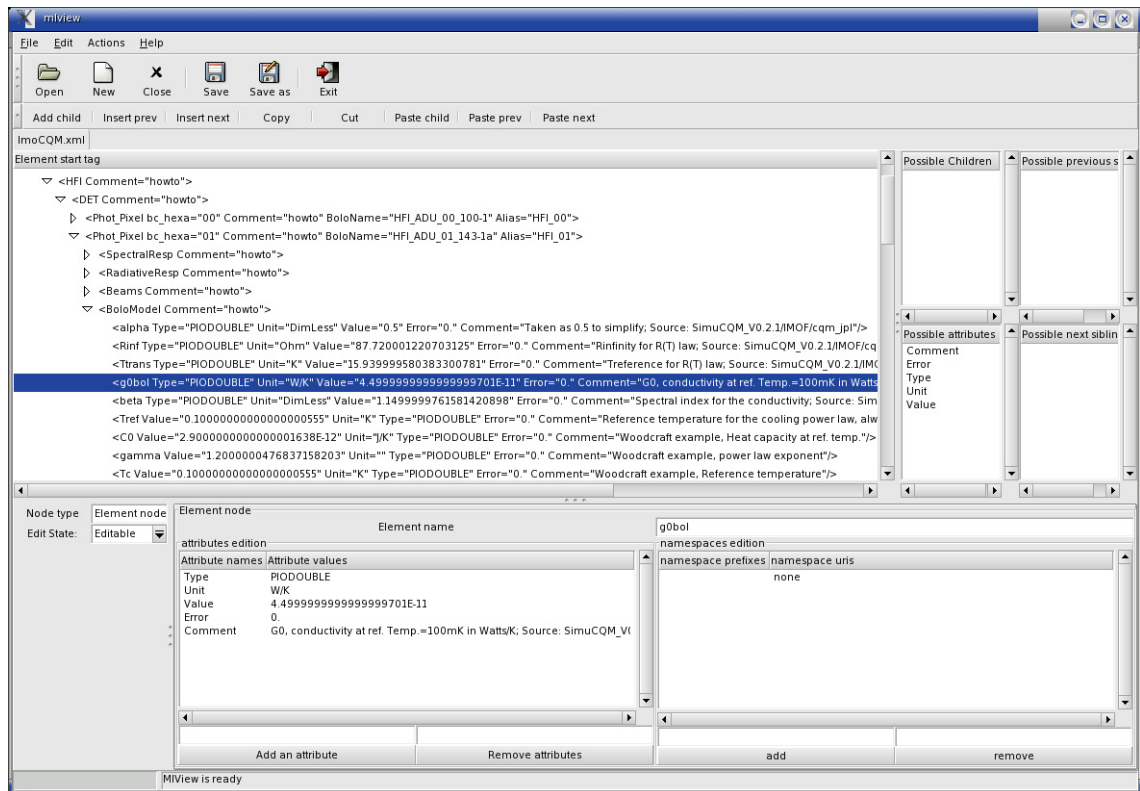 mlview
File Edit Actions Help
Open New Close Save Save as Exit
Add child Insert prev Insert next Copy Cut Paste child Paste prev Paste next
ImoCQM.xml
Element start tag
<HFI Comment="howto">
<DET Comment="howto">
<Phot_Pixel bc_hexa="00" Comment="howto" BoloName="HFI_ADU_00_100-1" Alias="HFI_00">
<Phot_Pixel bc_hexa="01" Comment="howto" BoloName="HFI_ADU_01_143-1a" Alias="HFI_01">
<SpectralResp Comment="howto">
<RadiativeResp Comment="howto">
<Beams Comment="howto">
<BoloModel Comment="howto">
<alpha Type="PIODOUBLE" Unit="DimLess" Value="0.5" Error="0." Comment="Taken as 0.5 to simplify; Source: SimuCQM_V0.2.1/IMOF/cqm_jpl"/>
<Rinf Type="PIODOUBLE" Unit="Ohm" Value="87.720001220703125" Error="0." Comment="Rinfinity for R(T) law; Source: SimuCQM_V0.2.1/IMOF/cq
<Ttrans Type="PIODOUBLE" Unit="K" Value="15.939999580383300781" Error="0." Comment="Treference for R(T) law; Source: SimuCQM_V0.2.1/IMO
<g0bol Type="PIODOUBLE" Unit="W/K" Value="4.4999999999999999701E-11" Error="0." Comment="G0, conductivity at ref. Temp.=100mK in Watts
<beta Type="PIODOUBLE" Unit="DimLess" Value="1.1499999761581420898" Error="0." Comment="Spectral index for the conductivity; Source: Sim
<Tref Value="0.10000000000000000555" Unit="K" Type="PIODOUBLE" Error="0." Comment="Reference temperature for the cooling power law, alw
<C0 Value="2.9000000000000001638E-12" Unit="J/K" Type="PIODOUBLE" Error="0." Comment="Woodcraft example, Heat capacity at ref. temp."/>
<gamma Value="1.2000000476837158203" Unit="" Type="PIODOUBLE" Error="0." Comment="Woodcraft example, power law exponent"/>
<Tc Value="0.10000000000000000555" Unit="K" Type="PIODOUBLE" Error="0." Comment="Woodcraft example, Reference temperature"/>
Possible Children
Possible previous s
Possible attributes
Comment
Error
Type
Unit
Value
Possible next siblin
Node type Element node
Edit State: Editable
Element node
Element name g0bol
attributes edition
Attribute names Attribute values
Type PIODOUBLE
Unit W/K
Value 4.4999999999999999701E-11
Error 0.
Comment G0, conductivity at ref. Temp.=100mK in Watts/K; Source: SimuCQM_V(
Add an attribute Remove attributes
namespaces edition
namespace prefixes namespace uris
none
add remove
MlView is ready